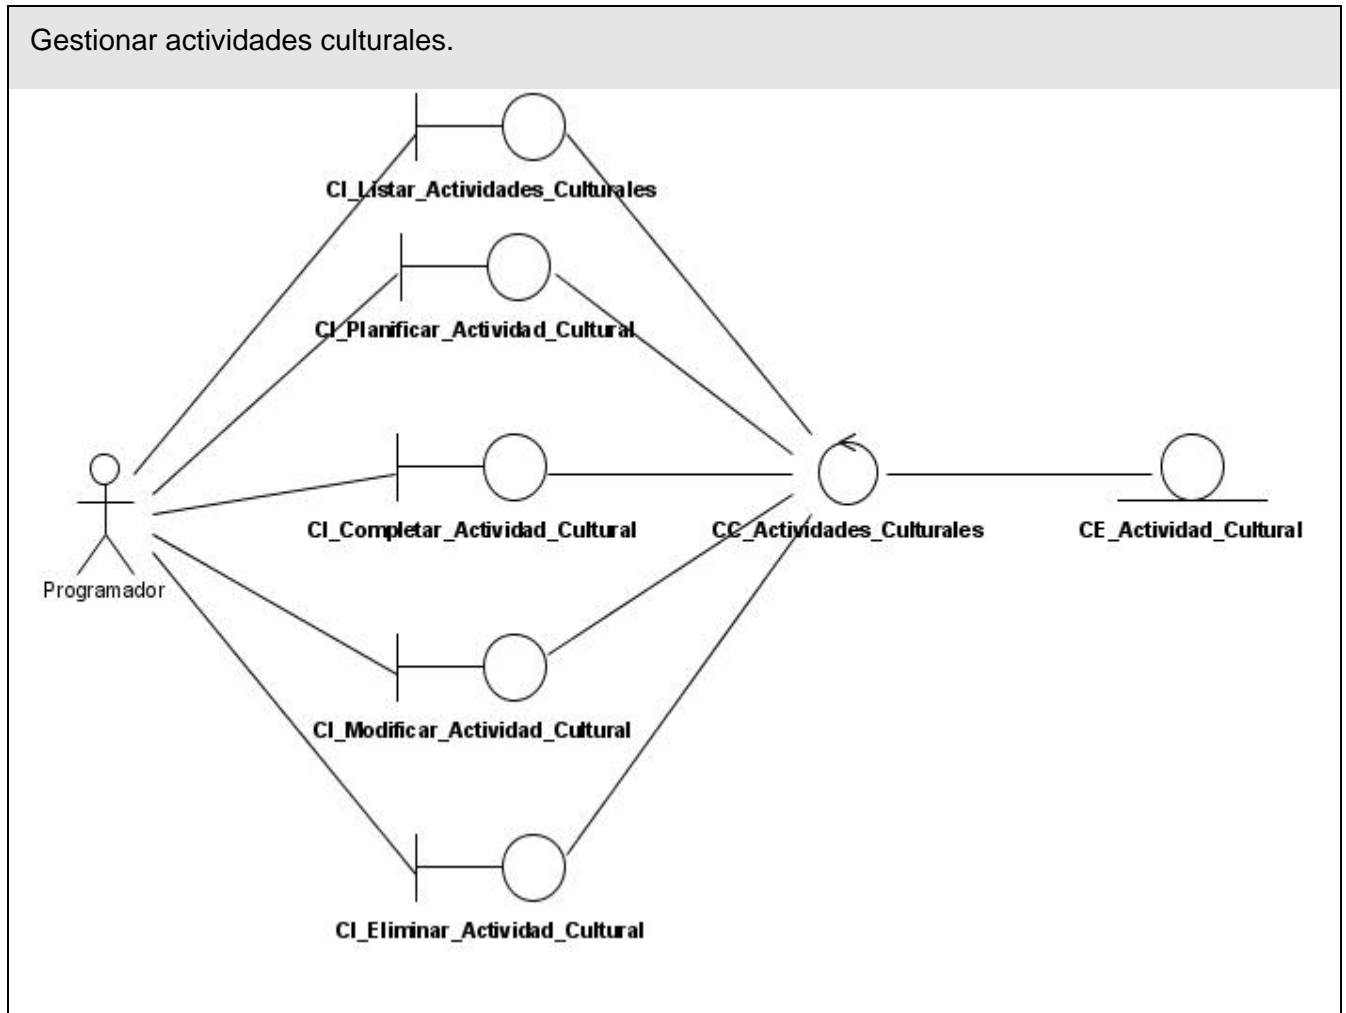 Gestionar actividades culturales.
CI_Listar_Actividades_Culturales
CI_Planificar_Actividad_Cultural
CI_Completar_Actividad_Cultural
CC_Actividades_Culturales
CE_Actividad_Cultural
Programador
CI_Modificar_Actividad_Cultural
CI_Eliminar_Actividad_Cultural